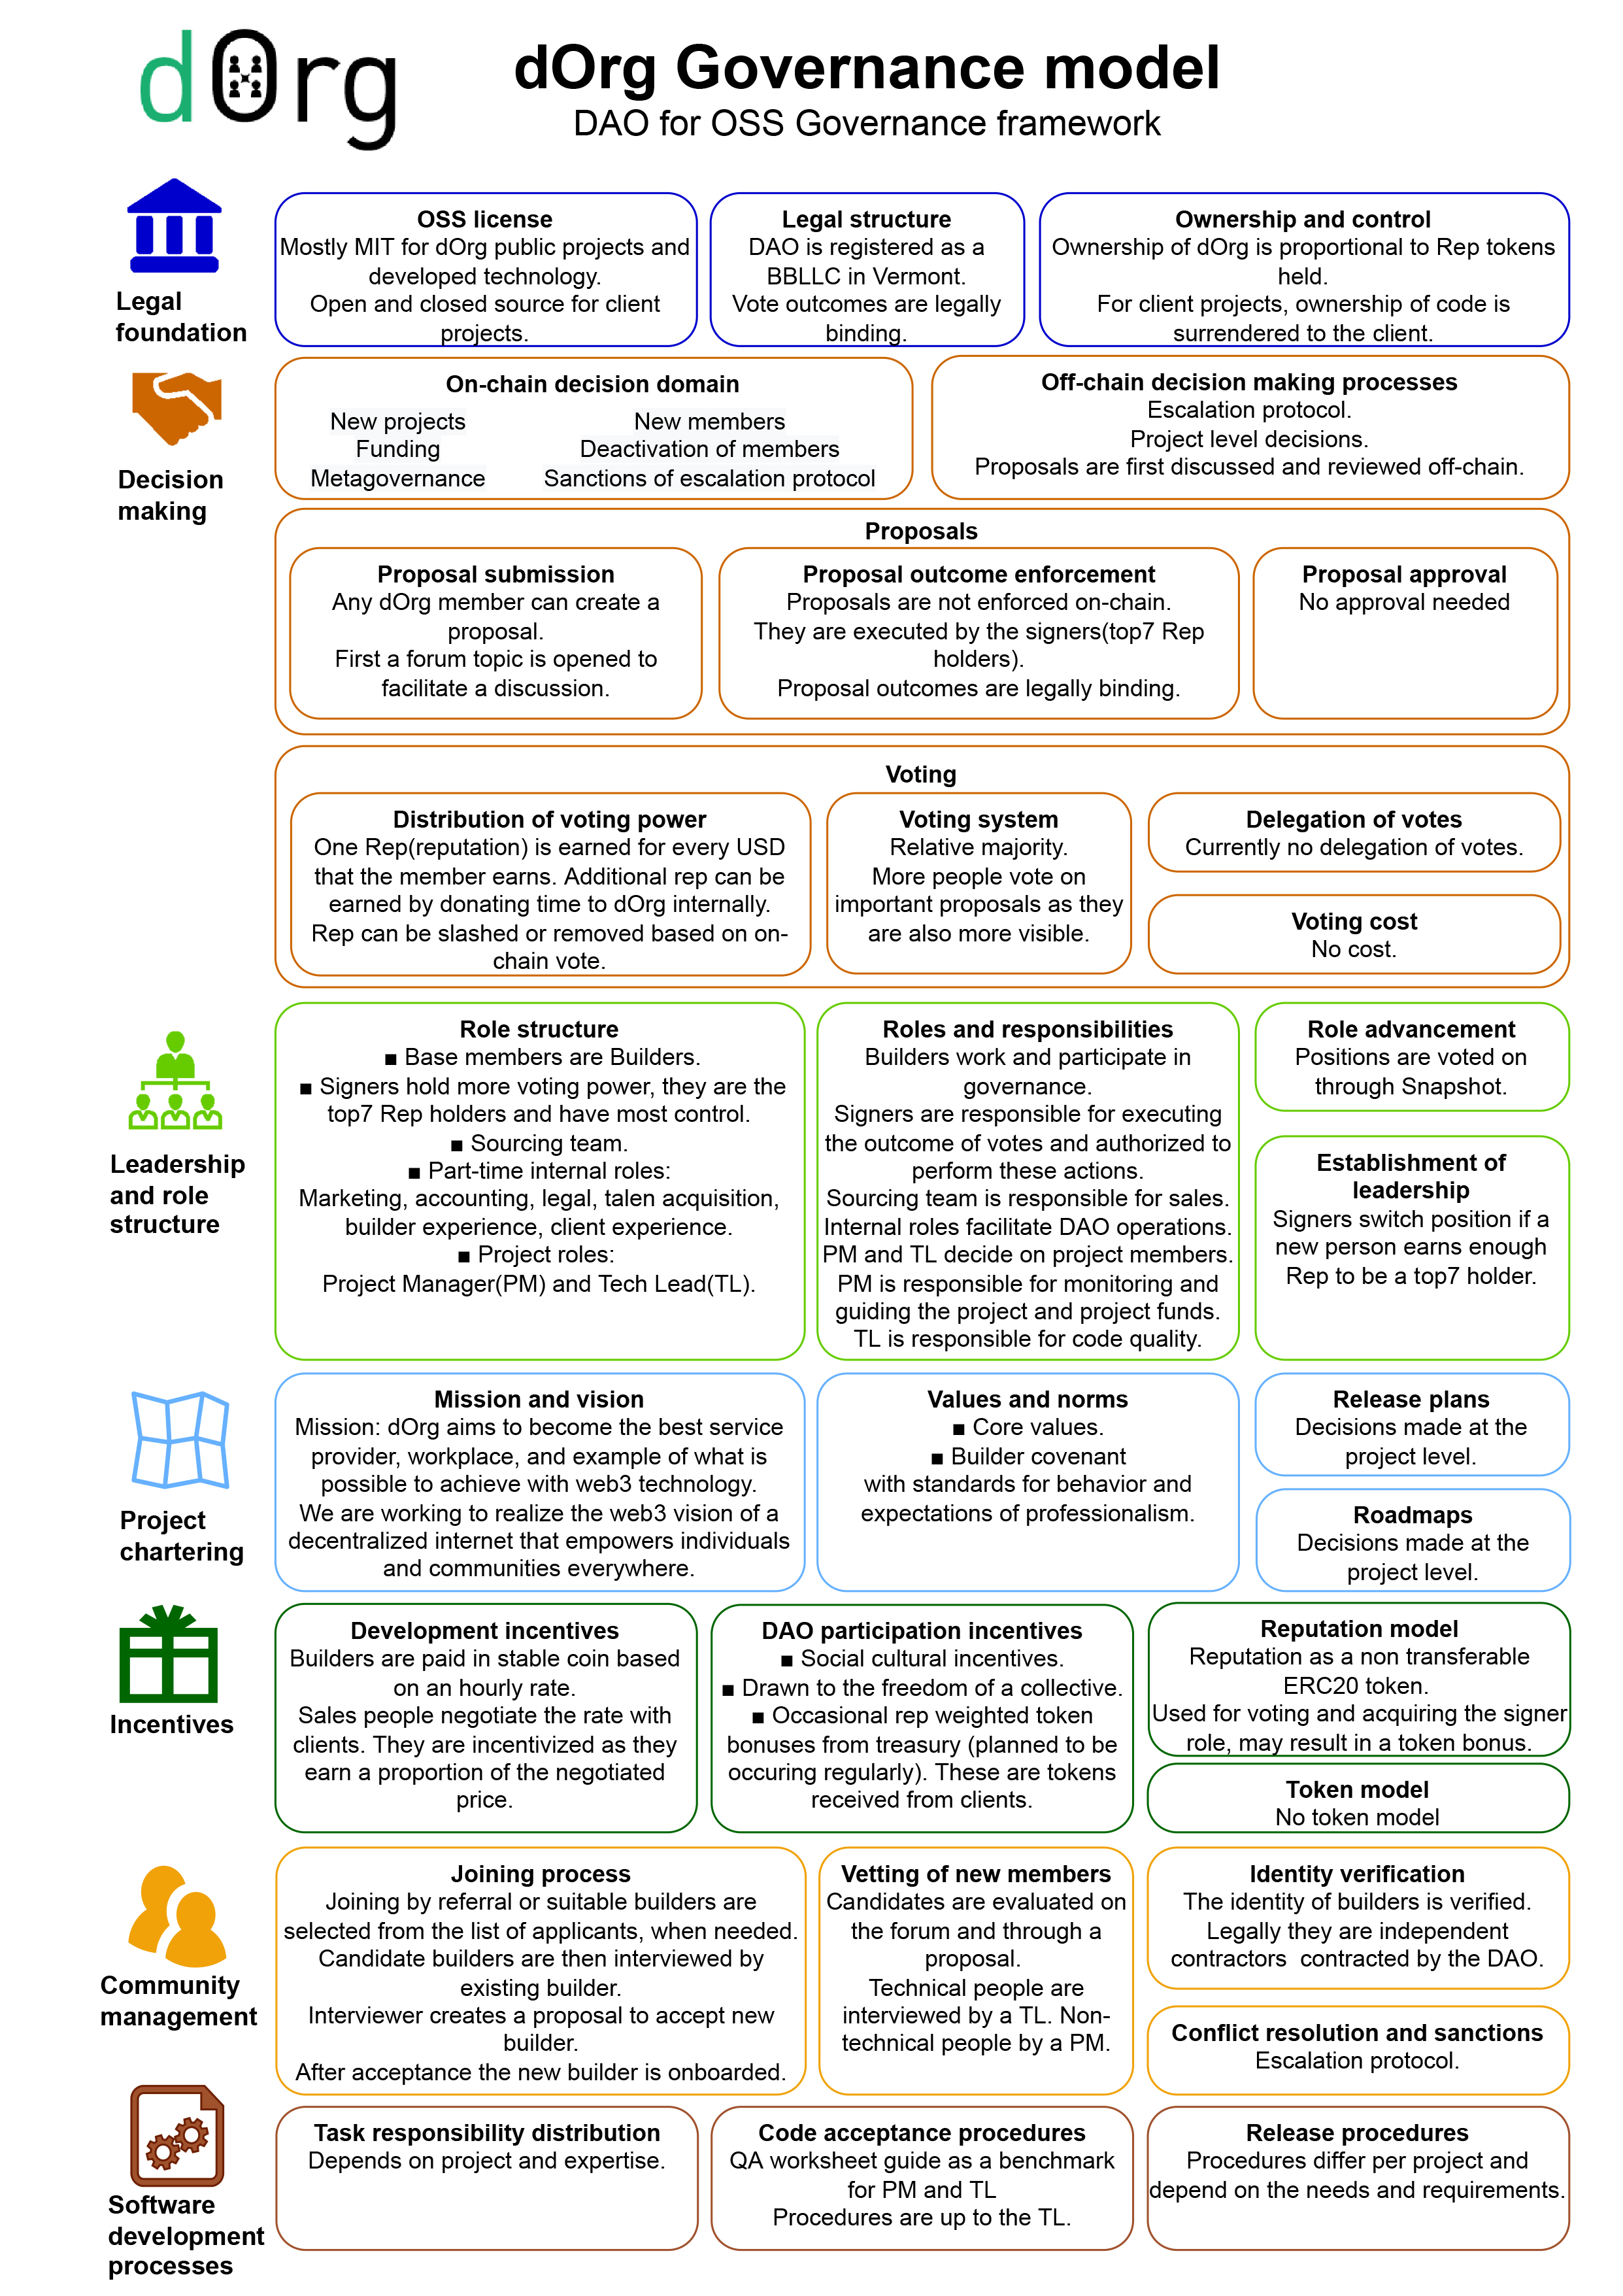 dOrg
dOrg Governance model
DAO for OSS Governance framework
Legal
foundation
OSS license
Mostly MIT for dOrg public projects and
developed technology.
Open and closed source for client
projects.
Legal structure
DAO is registered as a
BBLLC in Vermont.
Vote outcomes are legally
binding.
Ownership and control
Ownership of dOrg is proportional to Rep tokens
held.
For client projects, ownership of code is
surrendered to the client.
Decision
making
On-chain decision domain
New projects
Funding
Metagovernance
New members
Deactivation of members
Sanctions of escalation protocol
Off-chain decision making processes
Escalation protocol.
Project level decisions.
Proposals are first discussed and reviewed off-chain.
Proposals
Proposal submission
Any dOrg member can create a
proposal.
First a forum topic is opened to
facilitate a discussion.
Proposal outcome enforcement
Proposals are not enforced on-chain.
They are executed by the signers(top7 Rep
holders).
Proposal outcomes are legally binding.
Proposal approval
No approval needed
Voting
Distribution of voting power
One Rep(reputation) is earned for every USD
that the member earns. Additional rep can be
earned by donating time to dOrg internally.
Rep can be slashed or removed based on on-
chain vote.
Voting system
Relative majority.
More people vote on
important proposals as they
are also more visible.
Delegation of votes
Currently no delegation of votes.
Voting cost
No cost.
Leadership
and role
structure
Role structure
▪ Base members are Builders.
▪ Signers hold more voting power, they are the
top7 Rep holders and have most control.
▪ Sourcing team.
▪ Part-time internal roles:
Marketing, accounting, legal, talen acquisition,
builder experience, client experience.
▪ Project roles:
Project Manager(PM) and Tech Lead(TL).
Roles and responsibilities
Builders work and participate in
governance.
Signers are responsible for executing
the outcome of votes and authorized to
perform these actions.
Sourcing team is responsible for sales.
Internal roles facilitate DAO operations.
PM and TL decide on project members.
PM is responsible for monitoring and
guiding the project and project funds.
TL is responsible for code quality.
Role advancement
Positions are voted on
through Snapshot.
Establishment of
leadership
Signers switch position if a
new person earns enough
Rep to be a top7 holder.
Project
chartering
Mission and vision
Mission: dOrg aims to become the best service
provider, workplace, and example of what is
possible to achieve with web3 technology.
We are working to realize the web3 vision of a
decentralized internet that empowers individuals
and communities everywhere.
Values and norms
▪ Core values.
▪ Builder covenant
with standards for behavior and
expectations of professionalism.
Release plans
Decisions made at the
project level.
Roadmaps
Decisions made at the
project level.
Incentives
Development incentives
Builders are paid in stable coin based
on an hourly rate.
Sales people negotiate the rate with
clients. They are incentivized as they
earn a proportion of the negotiated
price.
DAO participation incentives
▪ Social cultural incentives.
▪ Drawn to the freedom of a collective.
▪ Occasional rep weighted token
bonuses from treasury (planned to be
occuring regularly). These are tokens
received from clients.
Reputation model
Reputation as a non transferable
ERC20 token.
Used for voting and acquiring the signer
role, may result in a token bonus.
Token model
No token model
Community
management
Joining process
Joining by referral or suitable builders are
selected from the list of applicants, when needed.
Candidate builders are then interviewed by
existing builder.
Interviewer creates a proposal to accept new
builder.
After acceptance the new builder is onboarded.
Vetting of new members
Candidates are evaluated on
the forum and through a
proposal.
Technical people are
interviewed by a TL. Non-
technical people by a PM.
Identity verification
The identity of builders is verified.
Legally they are independent
contractors  contracted by the DAO.
Conflict resolution and sanctions
Escalation protocol.
Software
development
processes
Task responsibility distribution
Depends on project and expertise.
Code acceptance procedures
QA worksheet guide as a benchmark
for PM and TL
Procedures are up to the TL.
Release procedures
Procedures differ per project and
depend on the needs and requirements.